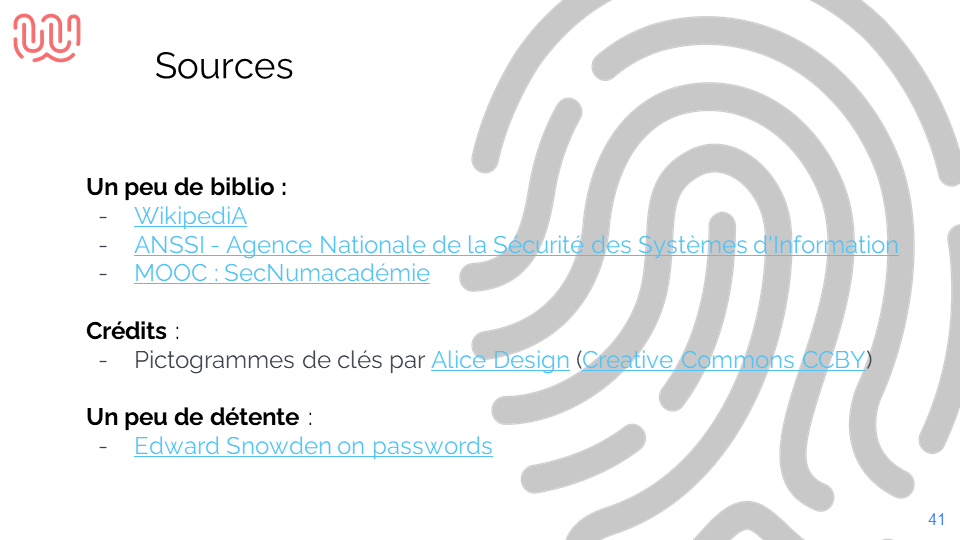 Sources
Un peu de biblio :
- WikipediA
- ANSSI - Agence Nationale de la Sécurité des Systèmes d'Information
- MOOC : SecNumacadémie
Crédits :
- Pictogrammes de clés par Alice Design (Creative Commons CCBY)
Un peu de détente :
- Edward Snowden on passwords
41